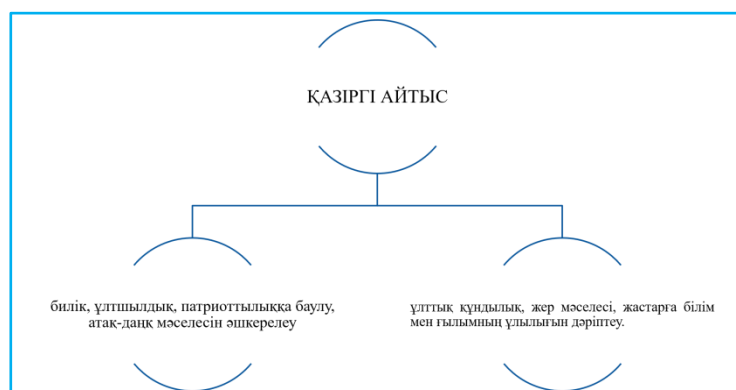 ҚАЗІРГІ АЙТЫС
билік, ұлтшылдық, патриоттылыққа баулу,
атақ-даңқ мәселесін әшкерелеу
ұлттық құндылық, жер мәселесі, жастарға білім
мен ғылымның ұлылығын дәріптеу.